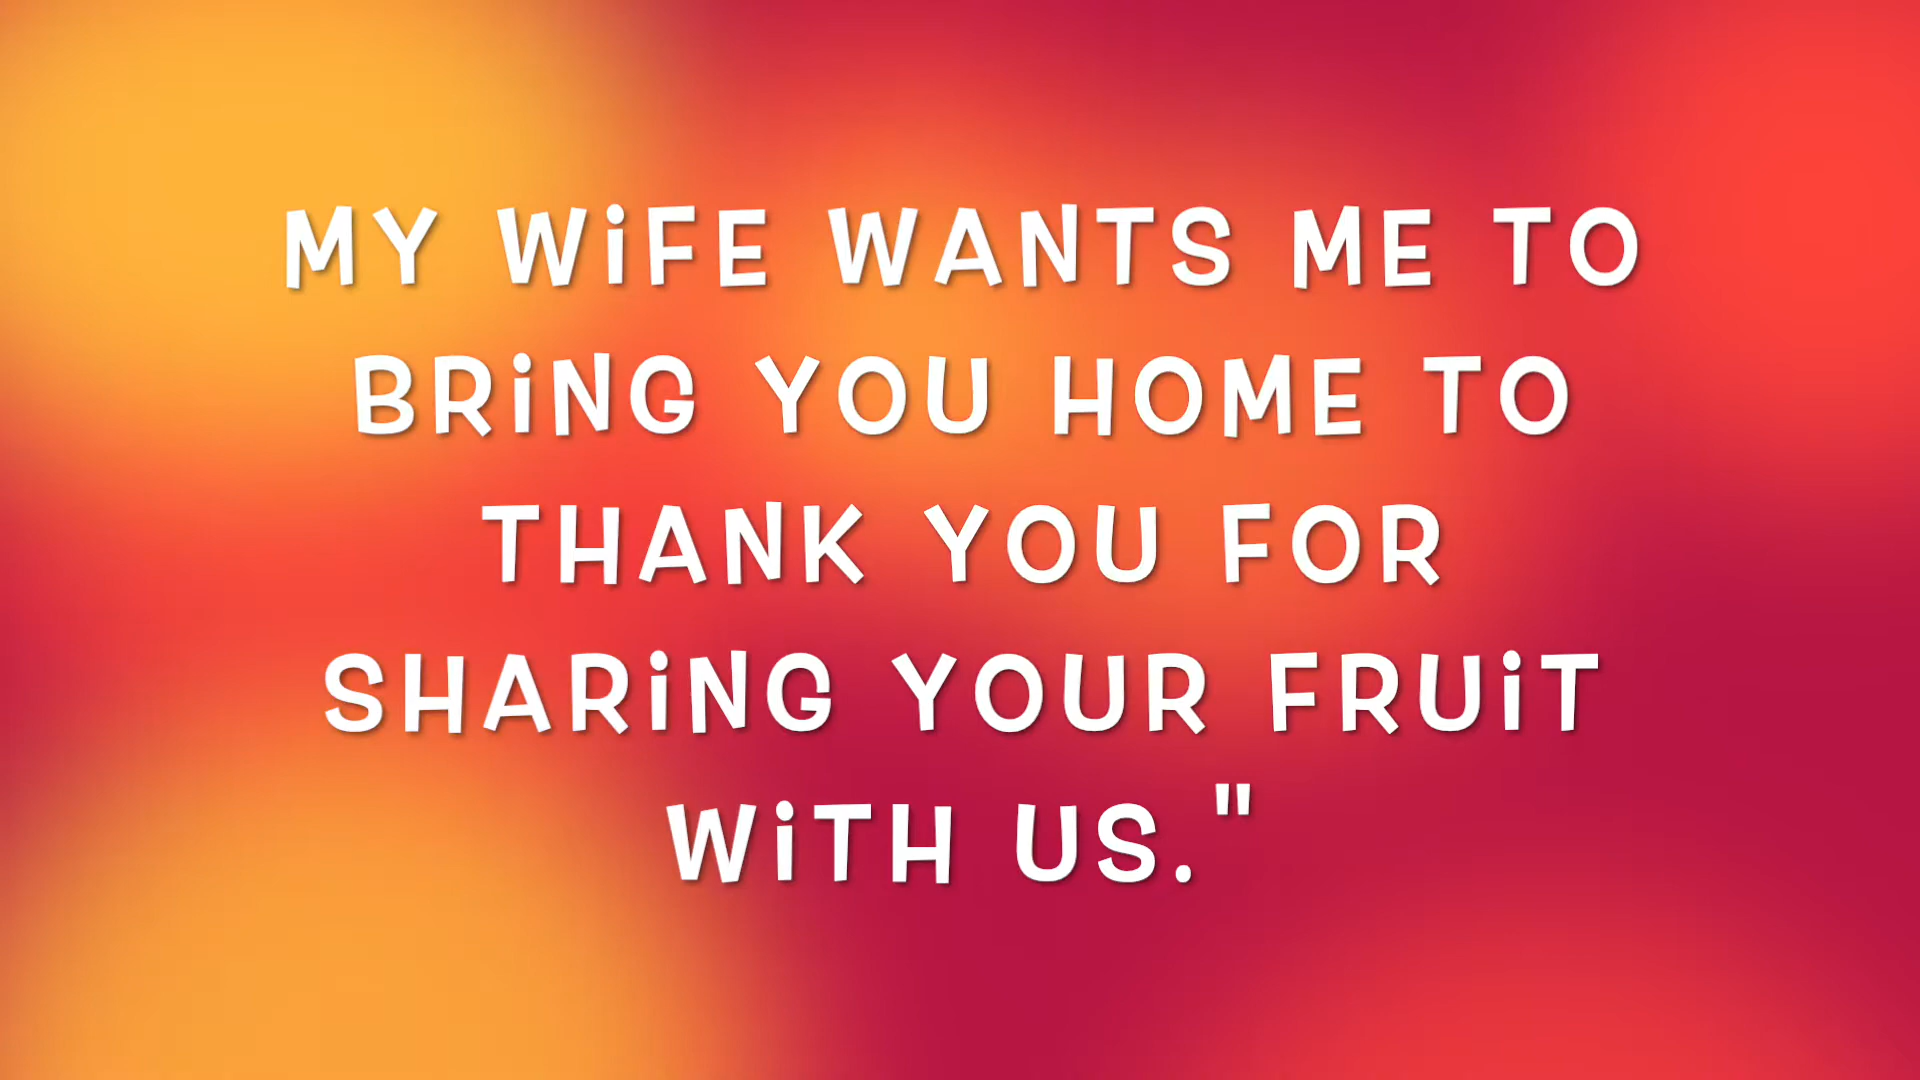 MY WiFE WANTS ME TO
BRiNG YOU HOME TO
THANK YOU FOR
SHARiNG YOUR FRUiT
WiTH US."